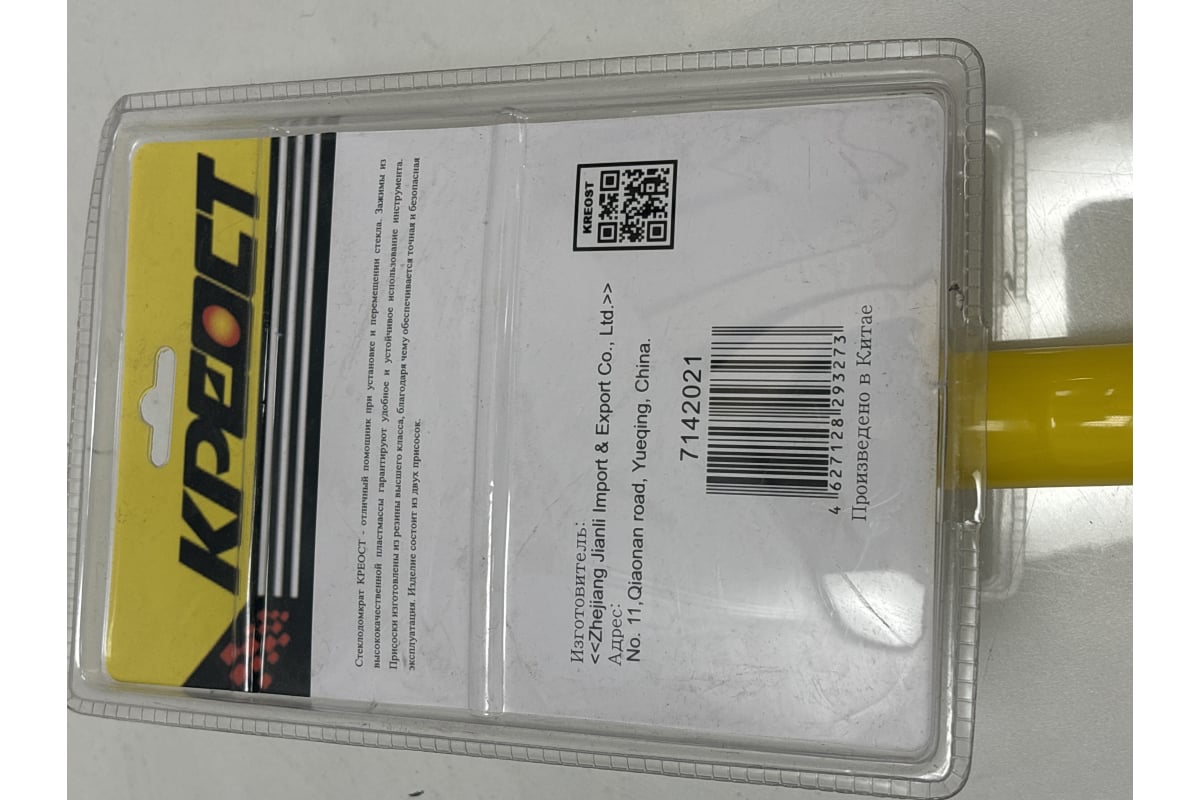 КРЕОСТ
Стеклодомкрат КРЕОСТ - отличный помощник при установке и перемещении стекла. Зажимы из
высококачественной пластмассы гарантируют удобное и устойчивое использование инструмента.
Присоски изготовлены из резины высшего класса, благодаря чему обеспечивается точная и безопасная
эксплуатация. Изделие состоит из двух присосок.
KREOST
Изготовитель:
<<Zhejiang Jianli Import & Export Co., Ltd.>>
Адрес:
No. 11,Qiaonan road, Yueqing, China.
7142021
4 627128 293273
Произведено в Китае